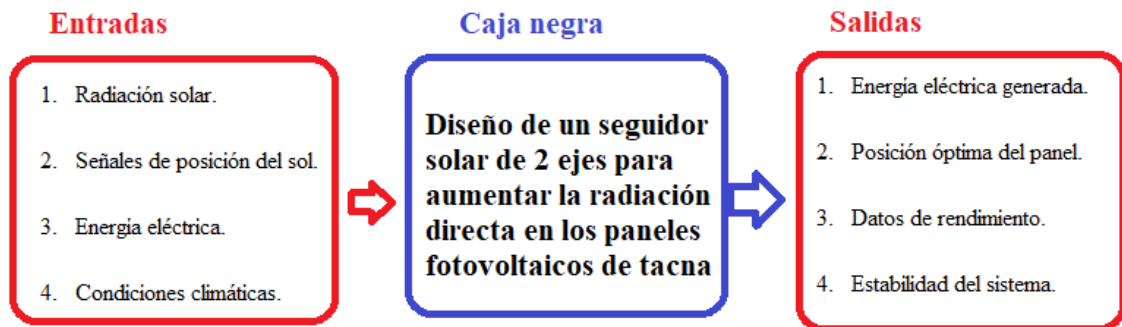 Entradas
1. Radiación solar.
2. Señales de posición del sol.
3. Energía eléctrica.
4. Condiciones climáticas.
Caja negra
Diseño de un seguidor
solar de 2 ejes para
aumentar la radiación
directa en los paneles
fotovoltaicos de tacna
Salidas
1. Energía eléctrica generada.
2. Posición óptima del panel.
3. Datos de rendimiento.
4. Estabilidad del sistema.